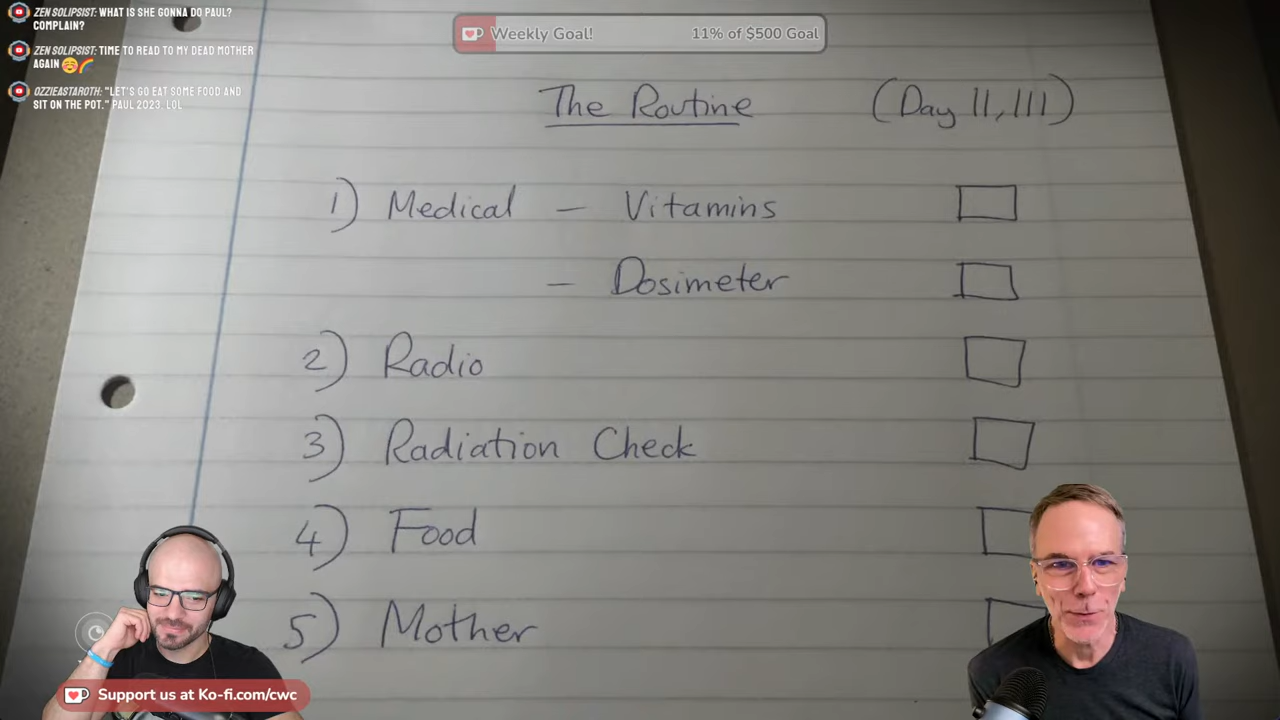 ZEN SOLIPSIST: WHAT IS SHE GONNA DO PAUL?
COMPLAIN?
ZEN SOLIPSIST: TIME TO READ TO MY DEAD MOTHER
AGAIN ☺️🌈
OZZIEASTAROTH: "LET'S GO EAT SOME FOOD AND
SIT ON THE POT." PAUL 2023. LOL
Weekly Goal! 11% of $500 Goal
The Routine (Day II, III)
1) Medical - Vitamins
- Dosimeter
2) Radio
3) Radiation Check
4) Food
5) Mother
Support us at Ko-fi.com/cwc